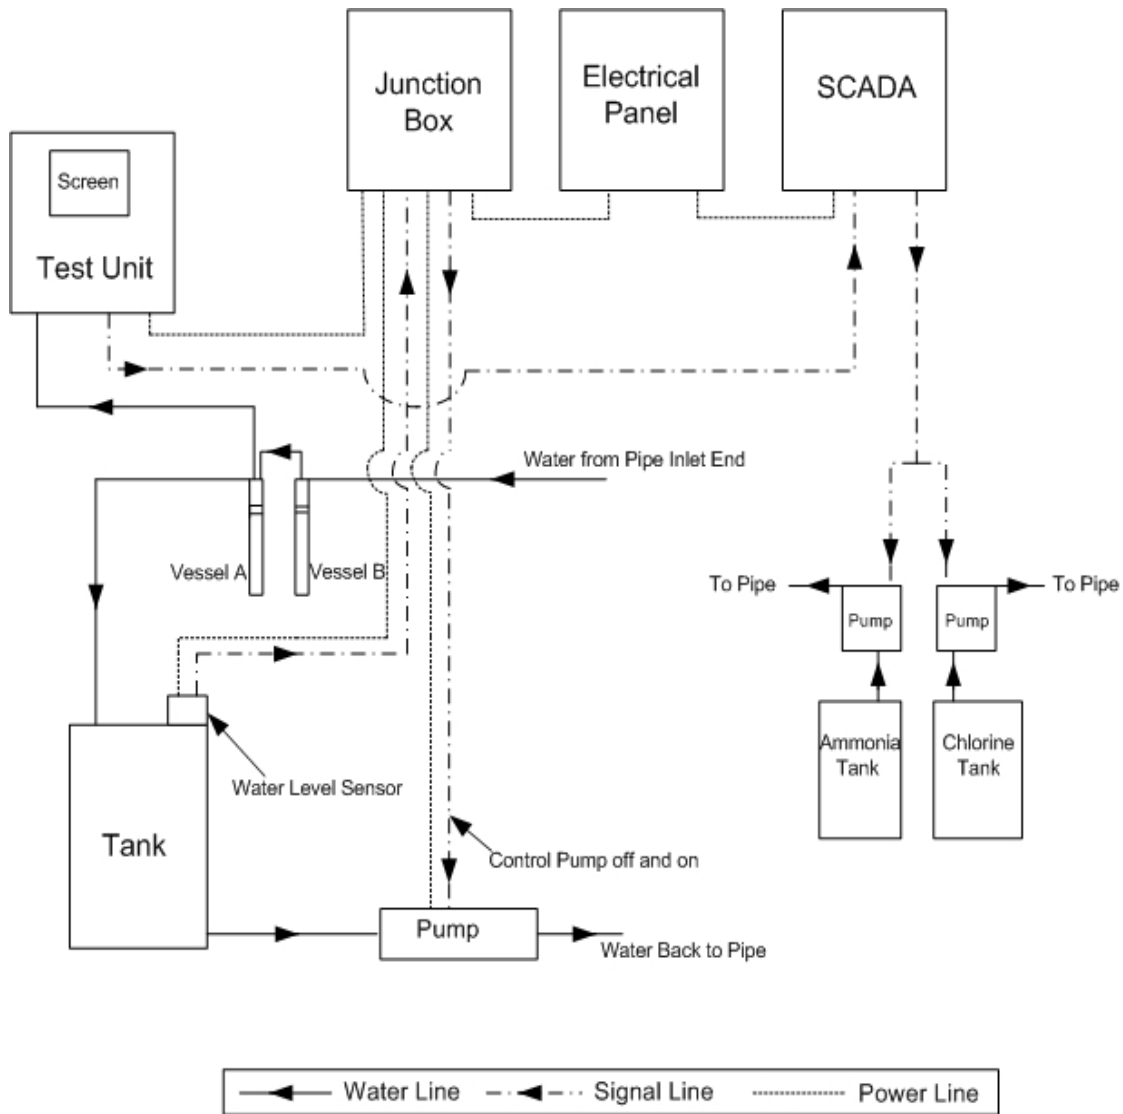 Junction
Box
Electrical
Panel
SCADA
Screen
Test Unit
Water from Pipe Inlet End
Vessel A
Vessel B
To Pipe
To Pipe
Pump
Pump
Ammonia
Tank
Chlorine
Tank
Water Level Sensor
Tank
Control Pump off and on
Pump
Water Back to Pipe
Water Line
Signal Line
Power Line